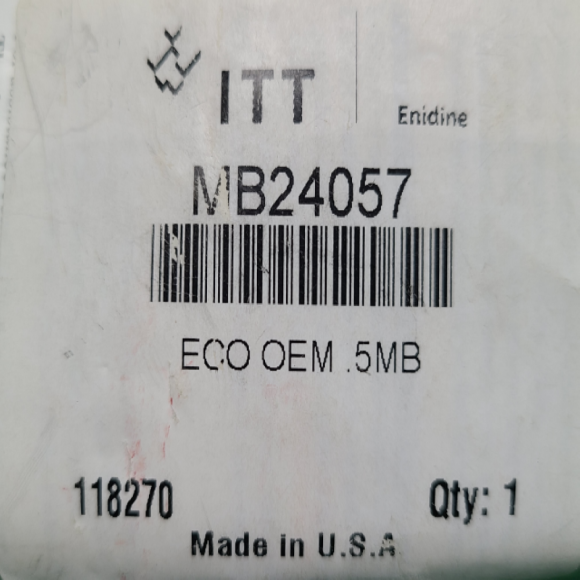 ITT
Enidine
MB24057
ECO OEM .5MB
118270
Qty: 1
Made in U.S.A